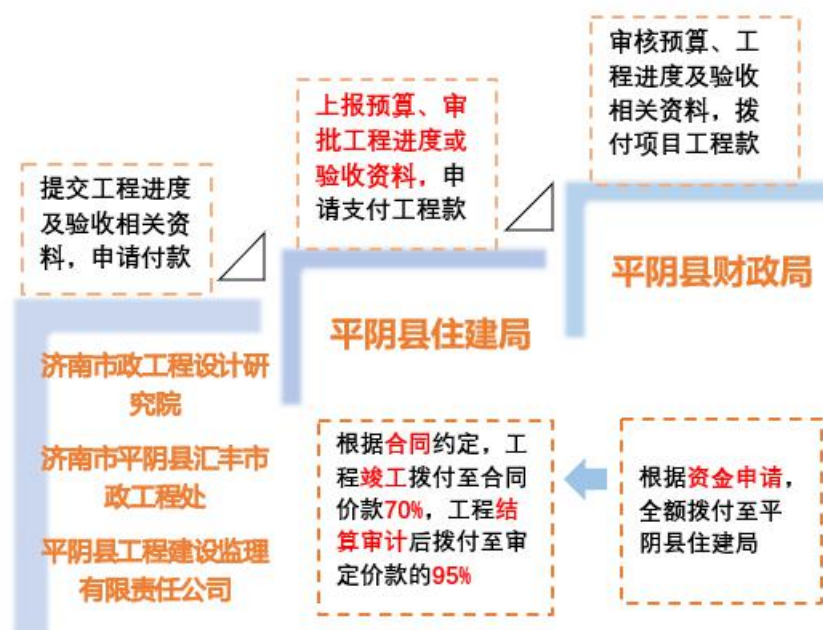 提交工程进度
及验收相关资
料，申请付款
济南市政工程设计研
究院
济南市平阴县汇丰市
政工程处
平阴县工程建设监理
有限责任公司
上报预算、审
批工程进度或
验收资料，申
请支付工程款
平阴县住建局
审核预算、工
程进度及验收
相关资料，拨
付项目工程款
平阴县财政局
根据合同约定，工
程竣工拨付至合同
价款70%，工程结
算审计后拨付至审
定价款的95%
根据资金申请，
全额拨付至平
阴县住建局